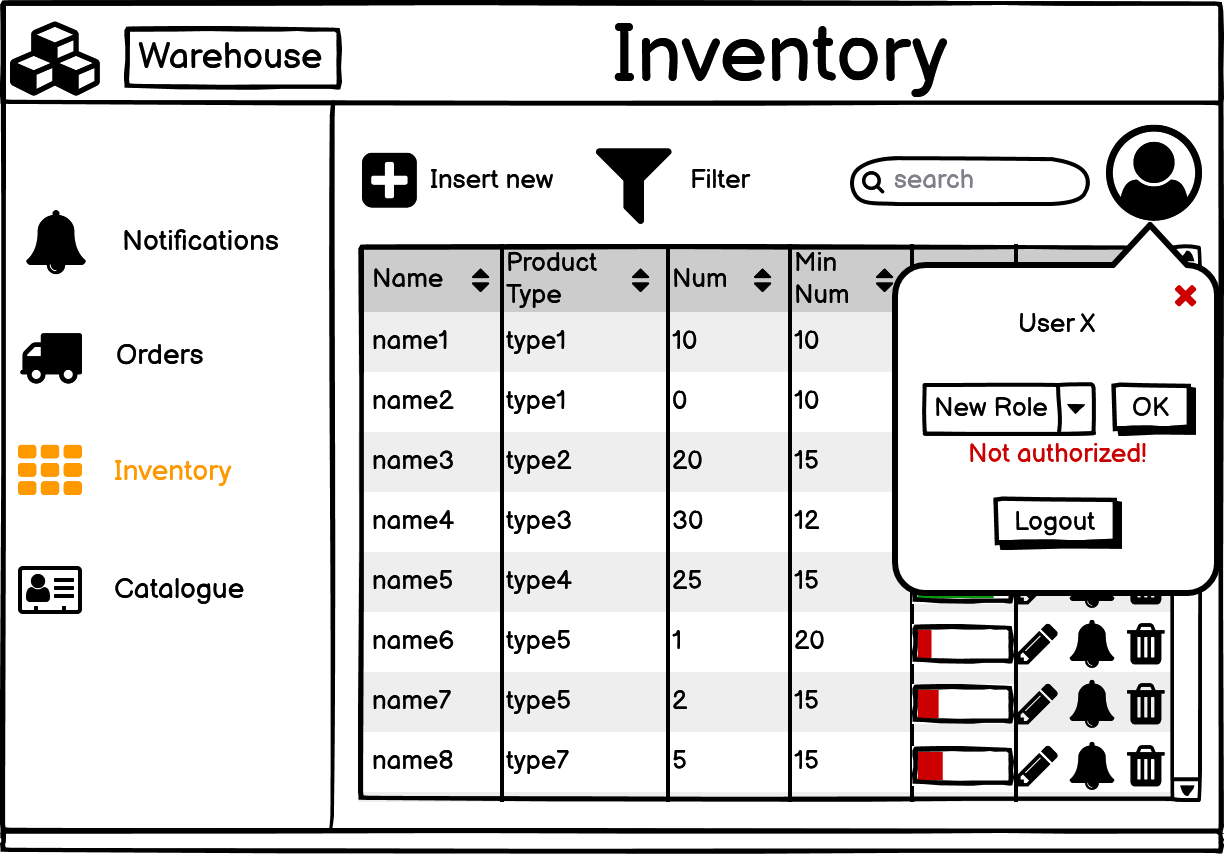 Warehouse
Inventory
Insert new
Filter
search
Notifications
Orders
Inventory
Catalogue
Name
Product
Type
Num
Min
Num
name1 type1 10 10
name2 type1 0 10
name3 type2 20 15
name4 type3 30 12
name5 type4 25 15
name6 type5 1 20
name7 type5 2 15
name8 type7 5 15
User X
New Role
OK
Not authorized!
Logout